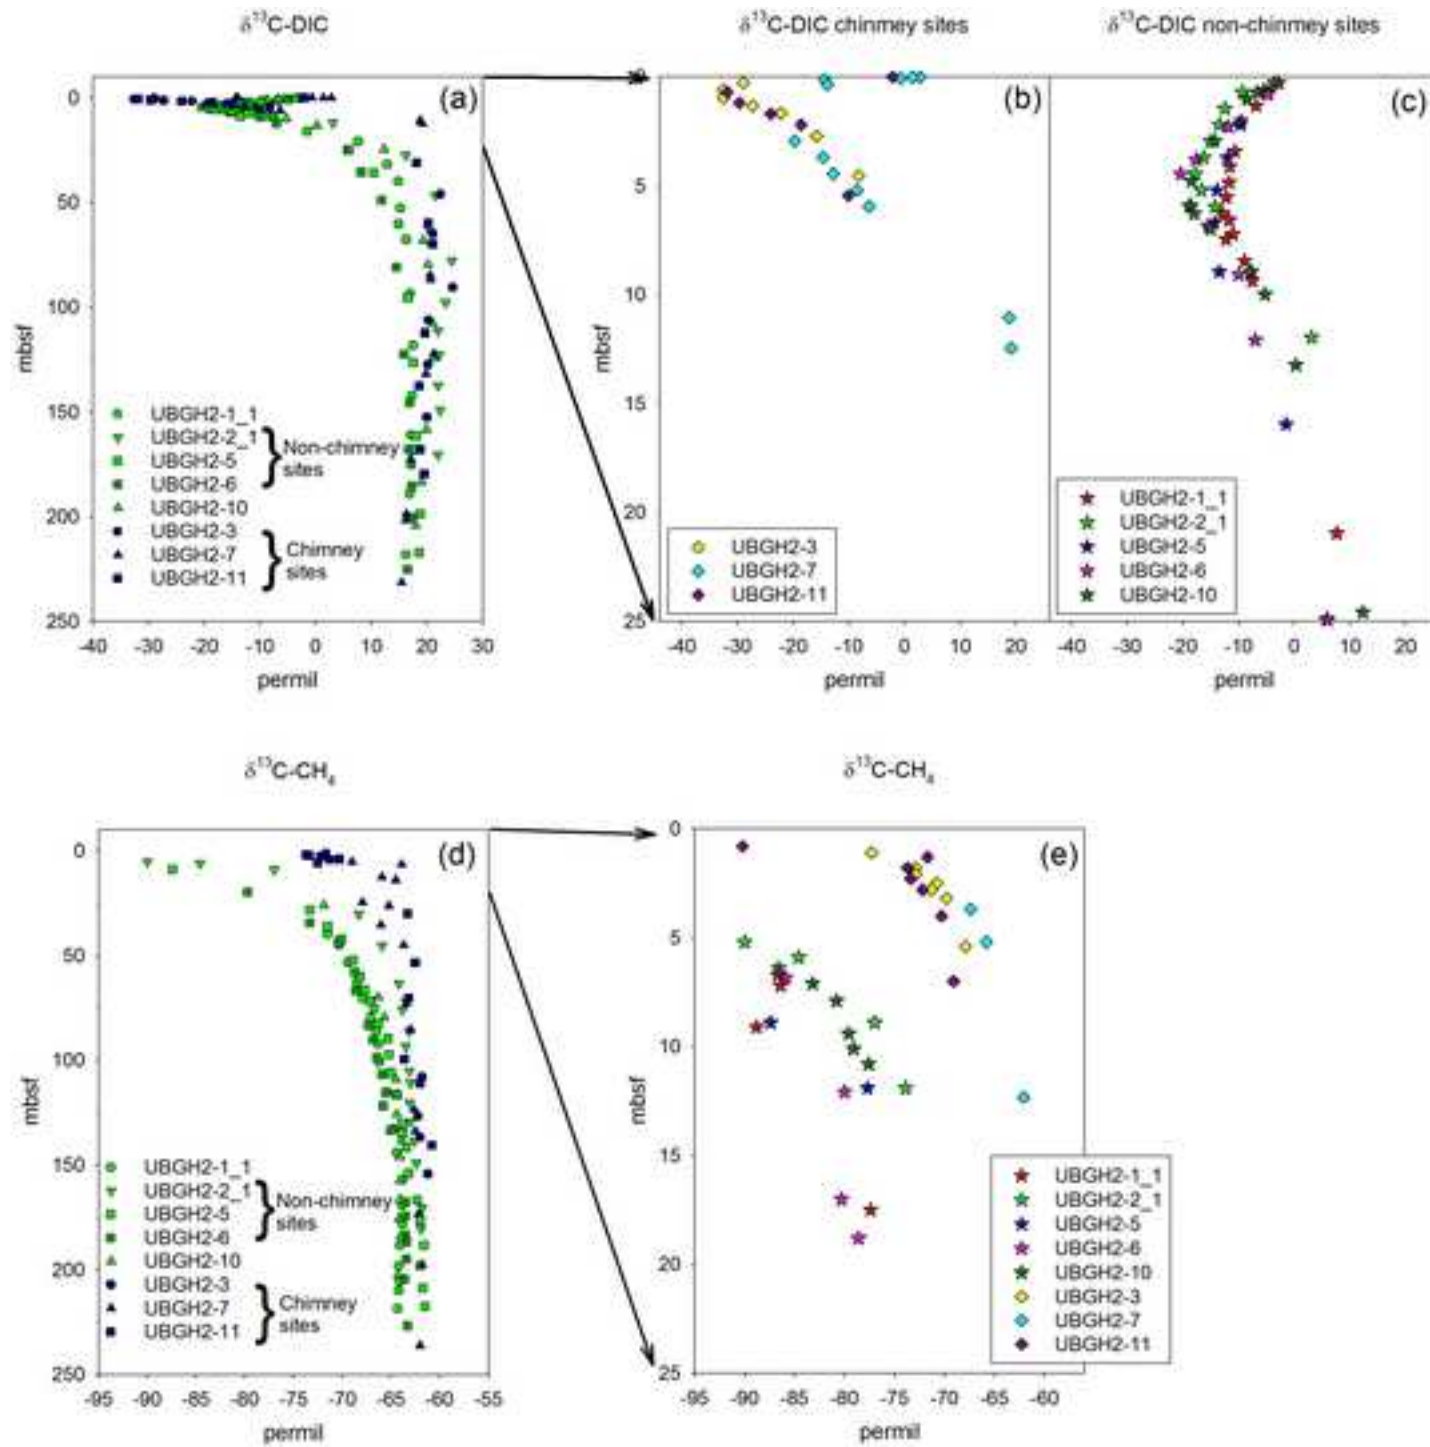 δ¹³C-DIC
δ¹³C-DIC chinmey sites
δ¹³C-DIC non-chinmey sites
(a)
0
50
100
150
200
250
mbsf
UBGH2-1_1
UBGH2-2_1
UBGH2-5
UBGH2-6
UBGH2-10
UBGH2-3
UBGH2-7
UBGH2-11
Non-chimney
sites
Chimney
sites
-40 -30 -20 -10 0 10 20 30
permil
(b)
0
5
10
15
20
25
mbsf
UBGH2-3
UBGH2-7
UBGH2-11
-40 -30 -20 -10 0 10 20
permil
(c)
UBGH2-1_1
UBGH2-2_1
UBGH2-5
UBGH2-6
UBGH2-10
-40 -30 -20 -10 0 10 20
permil
δ¹³C-CH₄
(d)
0
50
100
150
200
250
mbsf
UBGH2-1_1
UBGH2-2_1
UBGH2-5
UBGH2-6
UBGH2-10
UBGH2-3
UBGH2-7
UBGH2-11
Non-chimney
sites
Chimney
sites
-95 -90 -85 -80 -75 -70 -65 -60 -55
permil
δ¹³C-CH₄
(e)
0
5
10
15
20
25
mbsf
UBGH2-1_1
UBGH2-2_1
UBGH2-5
UBGH2-6
UBGH2-10
UBGH2-3
UBGH2-7
UBGH2-11
-95 -90 -85 -80 -75 -70 -65 -60
permil